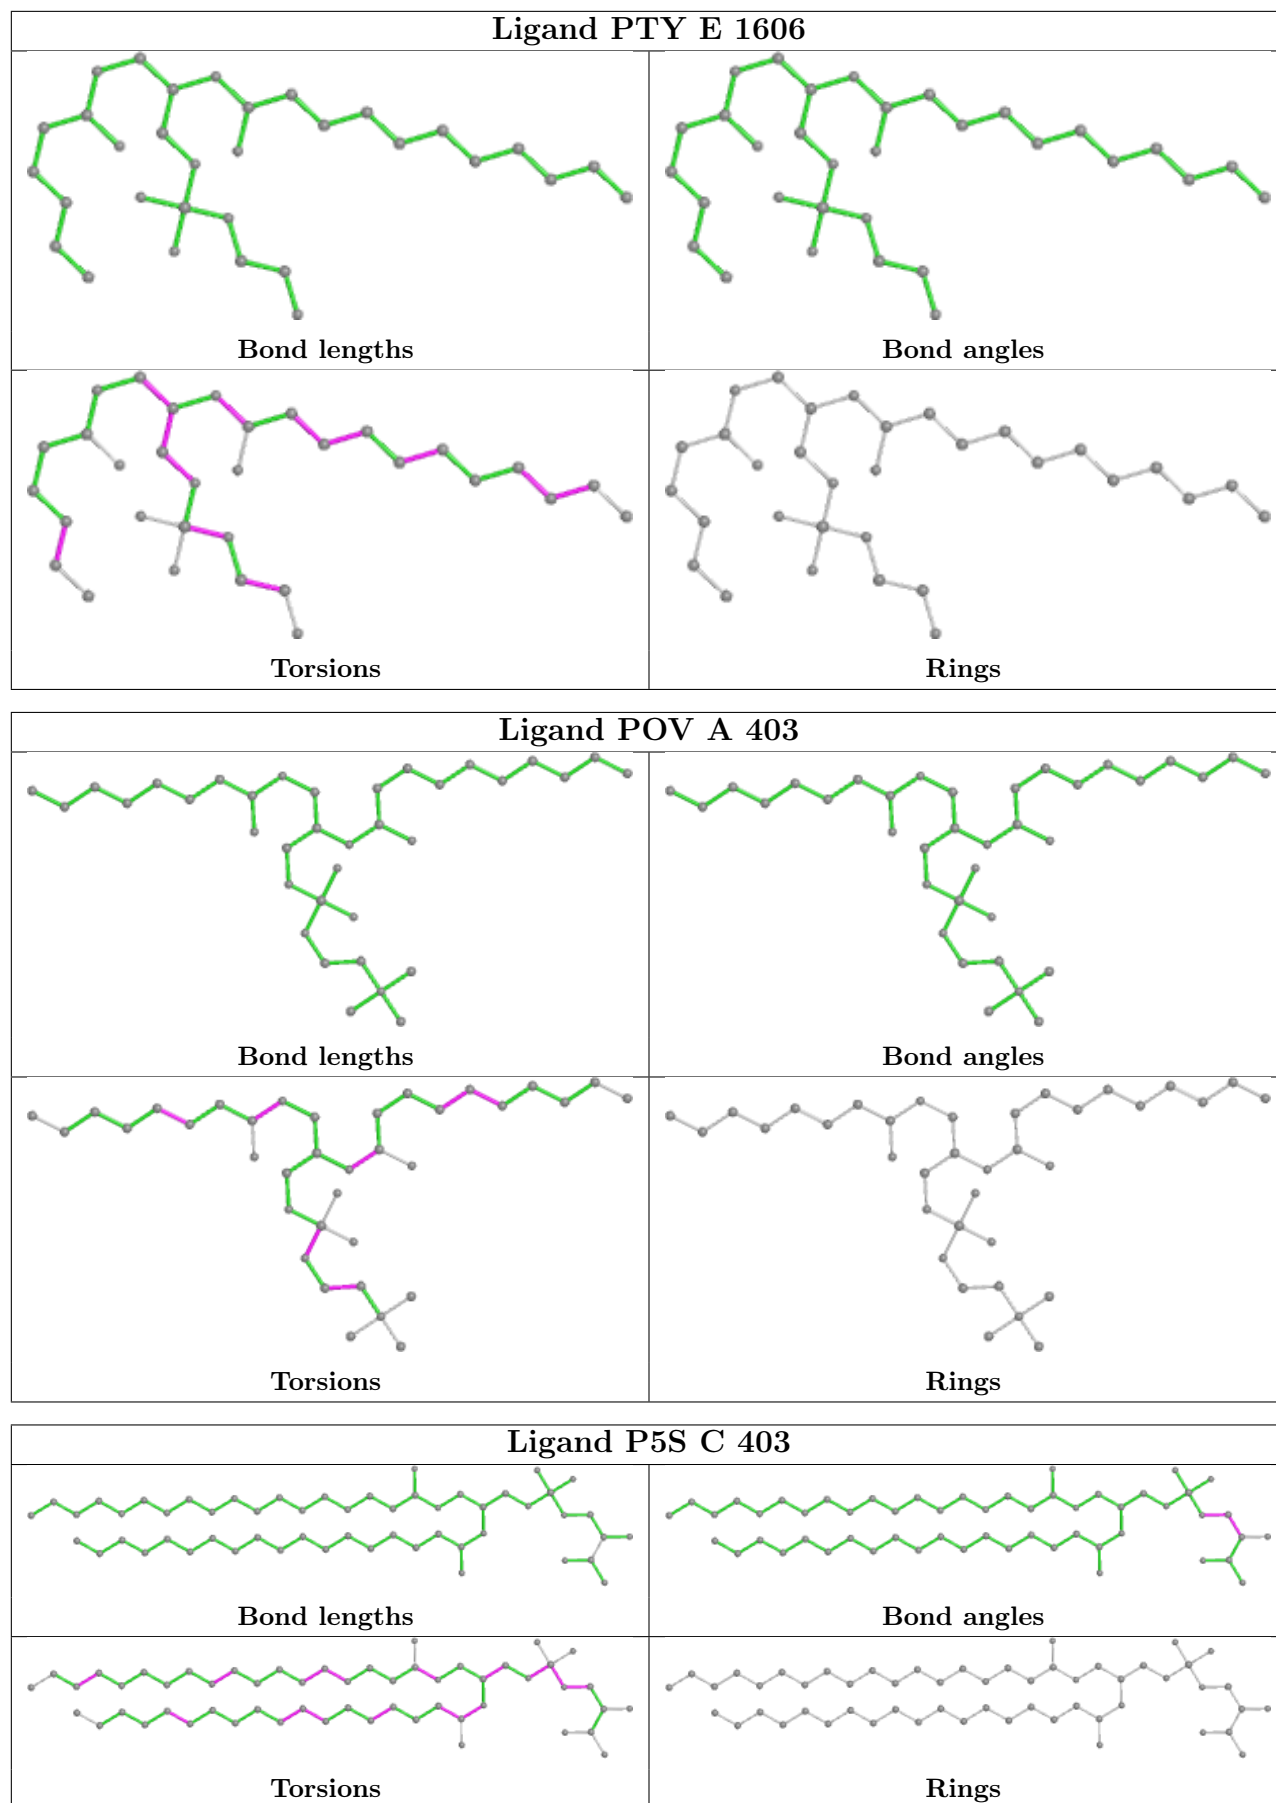 Ligand PTY E 1606
Bond lengths
Bond angles
Torsions
Rings
Ligand POV A 403
Bond lengths
Bond angles
Torsions
Rings
Ligand P5S C 403
Bond lengths
Bond angles
Torsions
Rings